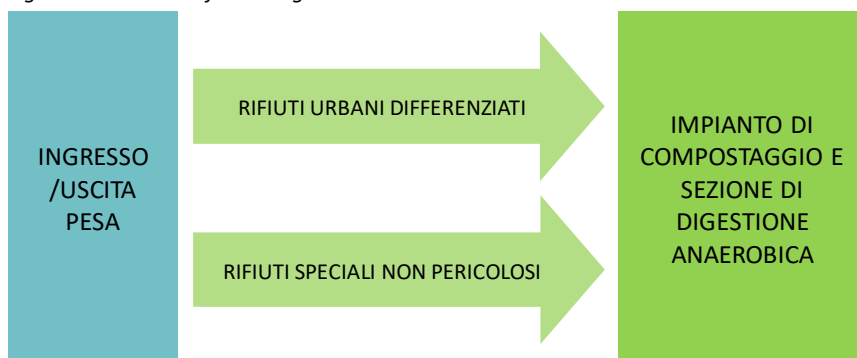 INGRESSO
/USCITA
PESA
RIFIUTI URBANI DIFFERENZIATI
RIFIUTI SPECIALI NON PERICOLOSI
IMPIANTO DI
COMPOSTAGGIO E
SEZIONE DI
DIGESTIONE
ANAEROBICA